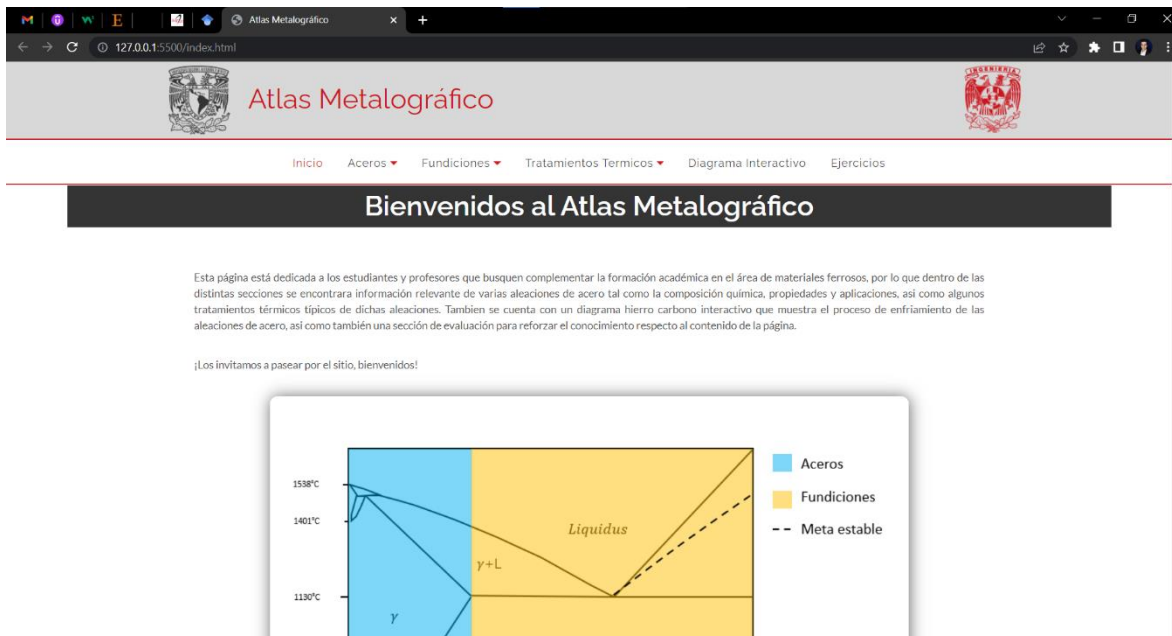 Atlas Metalográfico
127.0.0.1:5500/index.html
Atlas Metalográfico
INGENIERIA
Inicio Aceros Fundiciones Tratamientos Termicos Diagrama Interactivo Ejercicios
Bienvenidos al Atlas Metalográfico
Esta página está dedicada a los estudiantes y profesores que busquen complementar la formación académica en el área de materiales ferrosos, por lo que dentro de las
distintas secciones se encontrara información relevante de varias aleaciones de acero tal como la composición química, propiedades y aplicaciones, asi como algunos
tratamientos térmicos típicos de dichas aleaciones. Tambien se cuenta con un diagrama hierro carbono interactivo que muestra el proceso de enfriamiento de las
aleaciones de acero, asi como también una sección de evaluación para reforzar el conocimiento respecto al contenido de la página.
¡Los invitamos a pasear por el sitio, bienvenidos!
Aceros
1538°C
Fundiciones
1401°C
Liquidus
Meta estable
γ+L
1130°C
γ